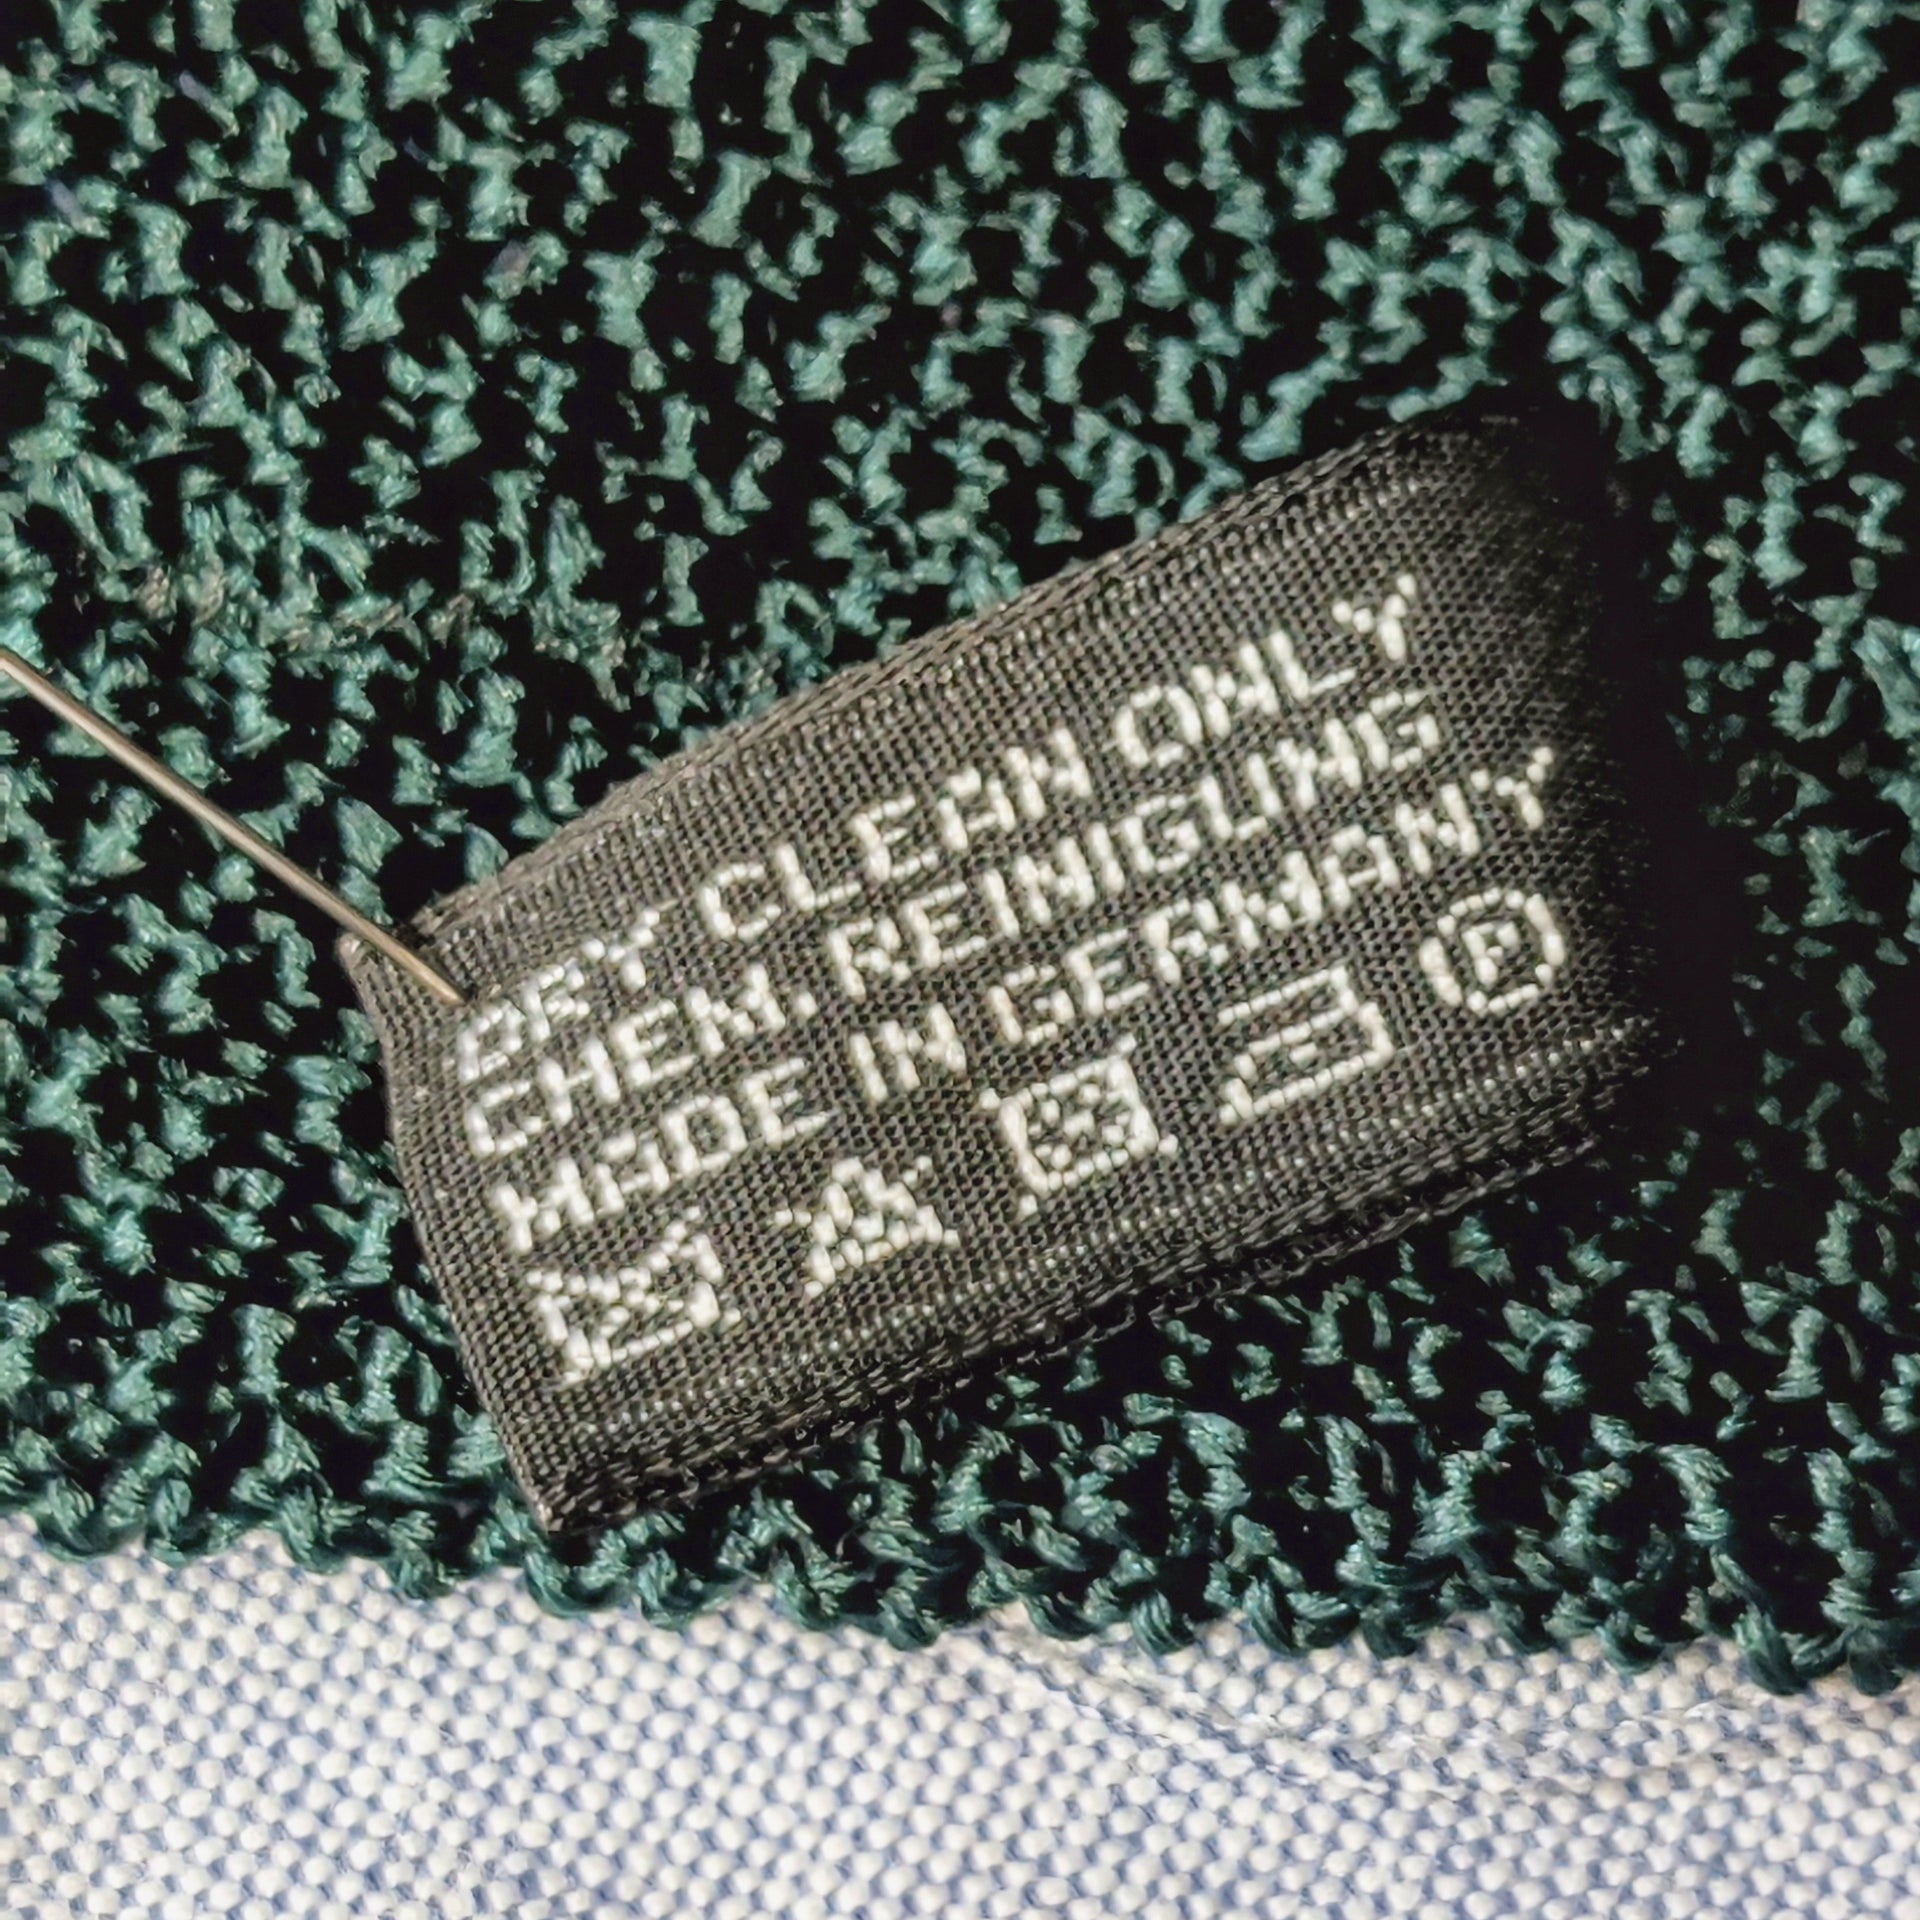 DRY CLEAN ONLY
CHEM. REINIGUNG
MADE IN GERMANY
P